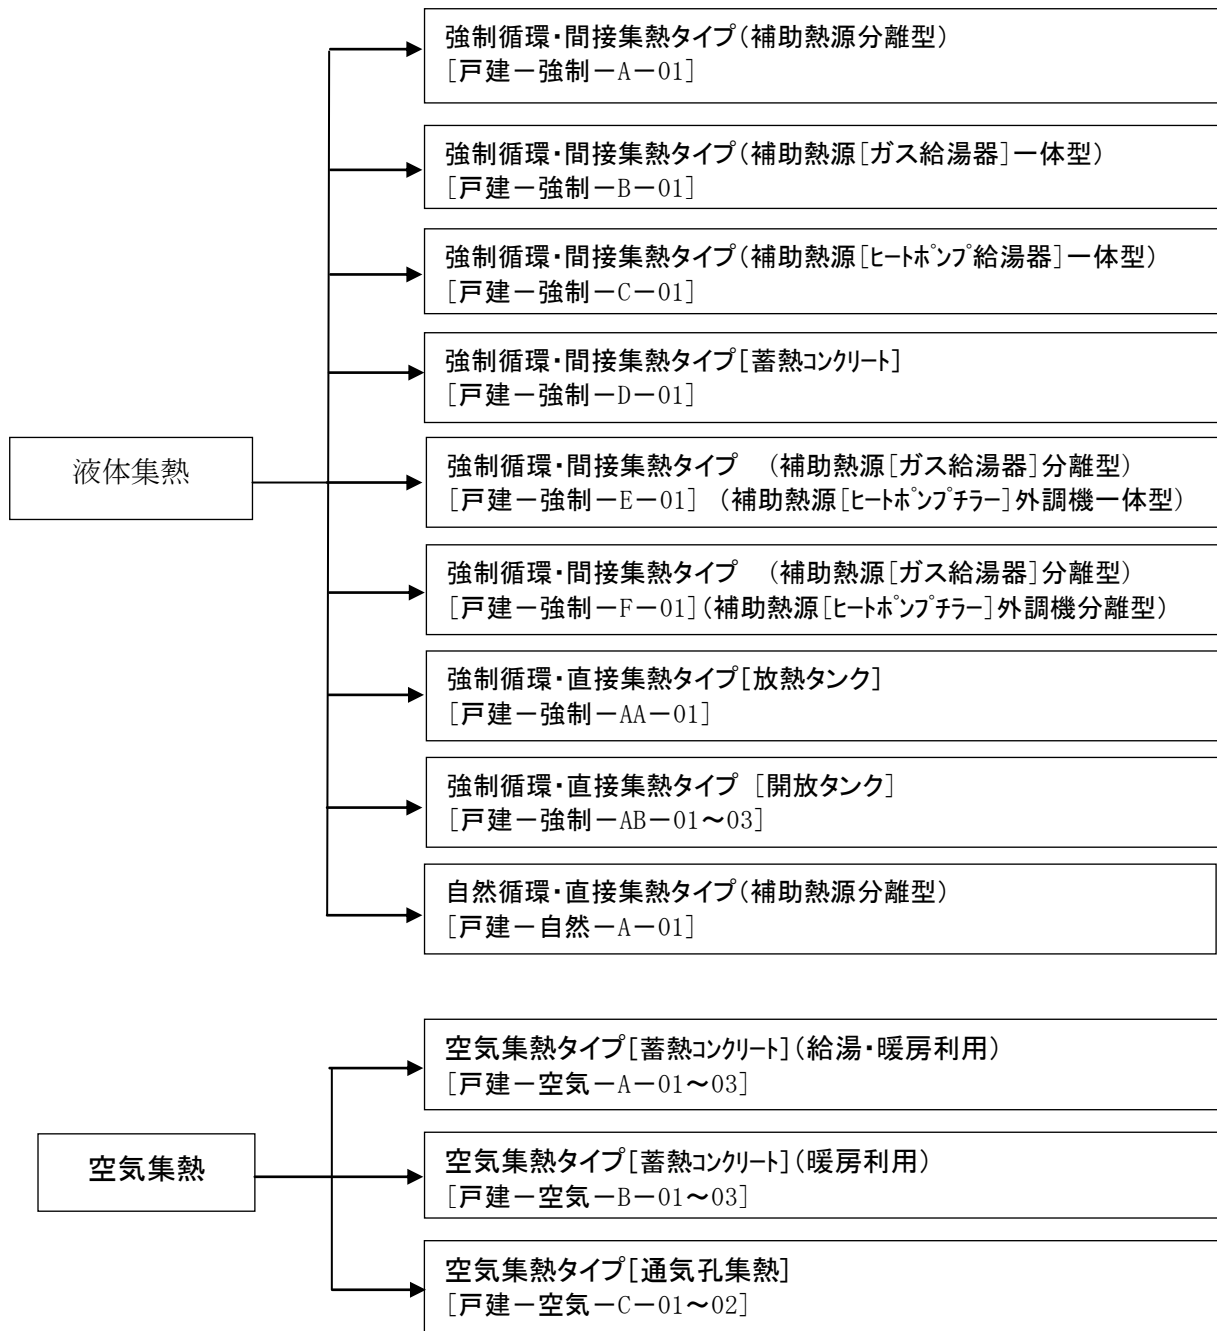 強制循環・間接集熱タイプ(補助熱源分離型)
[戸建－強制－A－01]
強制循環・間接集熱タイプ(補助熱源[ガス給湯器]一体型)
[戸建－強制－B－01]
強制循環・間接集熱タイプ(補助熱源[ﾋｰﾄﾎﾟﾝﾌﾟ給湯器]一体型)
[戸建－強制－C－01]
強制循環・間接集熱タイプ[蓄熱ｺﾝｸﾘｰﾄ]
[戸建－強制－D－01]
液体集熱
強制循環・間接集熱タイプ　(補助熱源[ガス給湯器]分離型)
[戸建－強制－E－01]　(補助熱源[ﾋｰﾄﾎﾟﾝﾌﾟﾁﾗｰ]外調機一体型)
強制循環・間接集熱タイプ　(補助熱源[ガス給湯器]分離型)
[戸建－強制－F－01](補助熱源[ﾋｰﾄﾎﾟﾝﾌﾟﾁﾗｰ]外調機分離型)
強制循環・直接集熱タイプ[放熱タンク]
[戸建－強制－AA－01]
強制循環・直接集熱タイプ [開放タンク]
[戸建－強制－AB－01～03]
自然循環・直接集熱タイプ(補助熱源分離型)
[戸建－自然－A－01]
空気集熱タイプ[蓄熱ｺﾝｸﾘｰﾄ](給湯・暖房利用)
[戸建－空気－A－01～03]
空気集熱
空気集熱タイプ[蓄熱ｺﾝｸﾘｰﾄ](暖房利用)
[戸建－空気－B－01～03]
空気集熱タイプ[通気孔集熱]
[戸建－空気－C－01～02]